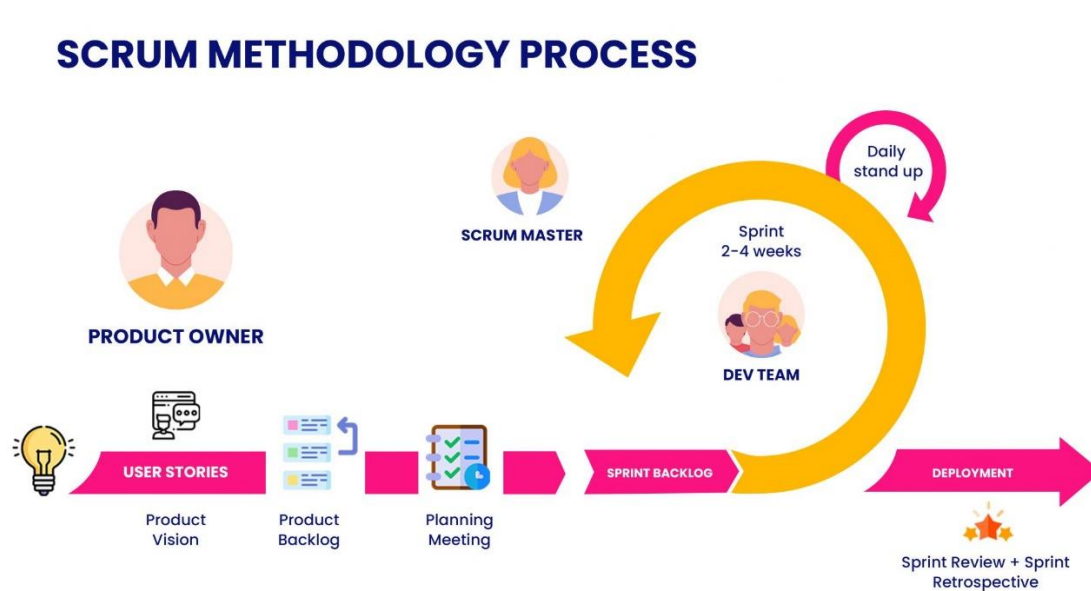 SCRUM METHODOLOGY PROCESS
Daily
stand up
SCRUM MASTER
Sprint
2-4 weeks
PRODUCT OWNER
DEV TEAM
USER STORIES
SPRINT BACKLOG
DEPLOYMENT
Product
Vision
Product
Backlog
Planning
Meeting
Sprint Review + Sprint
Retrospective